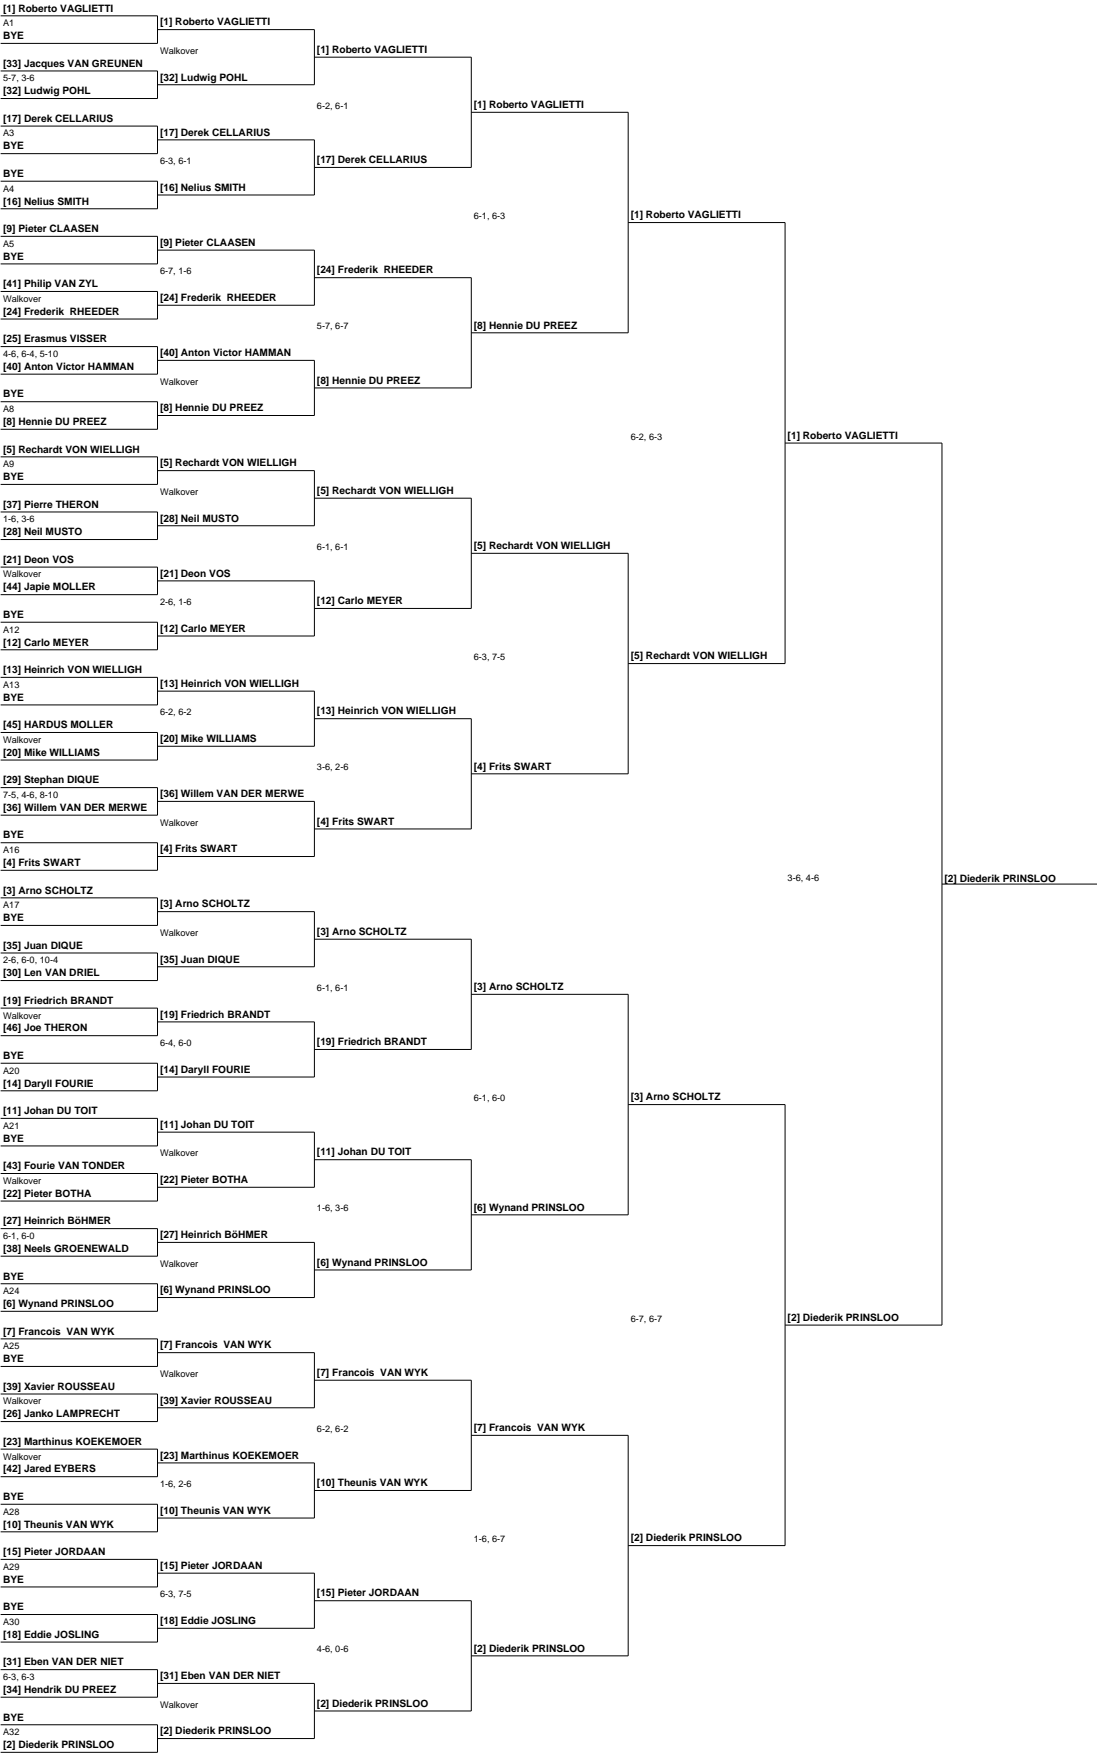 [1] Roberto VAGLIETTI
A1
BYE
[33] Jacques VAN GREUNEN
5-7, 3-6
[32] Ludwig POHL
[17] Derek CELLARIUS
A3
BYE
BYE
A4
[16] Nelius SMITH
[9] Pieter CLAASEN
A5
BYE
[41] Philip VAN ZYL
Walkover
[24] Frederik RHEEDER
[25] Erasmus VISSER
4-6, 6-4, 5-10
[40] Anton Victor HAMMAN
BYE
A8
[8] Hennie DU PREEZ
[5] Rechardt VON WIELLIGH
A9
BYE
[37] Pierre THERON
1-6, 3-6
[28] Neil MUSTO
[21] Deon VOS
Walkover
[44] Japie MOLLER
BYE
A12
[12] Carlo MEYER
[13] Heinrich VON WIELLIGH
A13
BYE
[45] HARDUS MOLLER
Walkover
[20] Mike WILLIAMS
[29] Stephan DIQUE
7-5, 4-6, 8-10
[36] Willem VAN DER MERWE
BYE
A16
[4] Frits SWART
[3] Arno SCHOLTZ
A17
BYE
[35] Juan DIQUE
2-6, 6-0, 10-4
[30] Len VAN DRIEL
[19] Friedrich BRANDT
Walkover
[46] Joe THERON
BYE
A20
[14] Daryll FOURIE
[11] Johan DU TOIT
A21
BYE
[43] Fourie VAN TONDER
Walkover
[22] Pieter BOTHA
[27] Heinrich BöHMER
6-1, 6-0
[38] Neels GROENEWALD
BYE
A24
[6] Wynand PRINSLOO
[7] Francois VAN WYK
A25
BYE
[39] Xavier ROUSSEAU
Walkover
[26] Janko LAMPRECHT
[23] Marthinus KOEKEMOER
Walkover
[42] Jared EYBERS
BYE
A28
[10] Theunis VAN WYK
[15] Pieter JORDAAN
A29
BYE
BYE
A30
[18] Eddie JOSLING
[31] Eben VAN DER NIET
6-3, 6-3
[34] Hendrik DU PREEZ
BYE
A32
[2] Diederik PRINSLOO
[1] Roberto VAGLIETTI
Walkover
[32] Ludwig POHL
[17] Derek CELLARIUS
6-3, 6-1
[16] Nelius SMITH
[9] Pieter CLAASEN
6-7, 1-6
[24] Frederik RHEEDER
[40] Anton Victor HAMMAN
Walkover
[8] Hennie DU PREEZ
[5] Rechardt VON WIELLIGH
Walkover
[28] Neil MUSTO
[21] Deon VOS
2-6, 1-6
[12] Carlo MEYER
[13] Heinrich VON WIELLIGH
6-2, 6-2
[20] Mike WILLIAMS
[36] Willem VAN DER MERWE
Walkover
[4] Frits SWART
[3] Arno SCHOLTZ
Walkover
[35] Juan DIQUE
[19] Friedrich BRANDT
6-4, 6-0
[14] Daryll FOURIE
[11] Johan DU TOIT
Walkover
[22] Pieter BOTHA
[27] Heinrich BöHMER
Walkover
[6] Wynand PRINSLOO
[7] Francois VAN WYK
Walkover
[39] Xavier ROUSSEAU
[23] Marthinus KOEKEMOER
1-6, 2-6
[10] Theunis VAN WYK
[15] Pieter JORDAAN
6-3, 7-5
[18] Eddie JOSLING
[31] Eben VAN DER NIET
Walkover
[2] Diederik PRINSLOO
[1] Roberto VAGLIETTI
6-2, 6-1
[17] Derek CELLARIUS
[24] Frederik RHEEDER
5-7, 6-7
[8] Hennie DU PREEZ
[5] Rechardt VON WIELLIGH
6-1, 6-1
[12] Carlo MEYER
[13] Heinrich VON WIELLIGH
3-6, 2-6
[4] Frits SWART
[3] Arno SCHOLTZ
6-1, 6-1
[19] Friedrich BRANDT
[11] Johan DU TOIT
1-6, 3-6
[6] Wynand PRINSLOO
[7] Francois VAN WYK
6-2, 6-2
[10] Theunis VAN WYK
[15] Pieter JORDAAN
4-6, 0-6
[2] Diederik PRINSLOO
[1] Roberto VAGLIETTI
6-1, 6-3
[8] Hennie DU PREEZ
[5] Rechardt VON WIELLIGH
6-3, 7-5
[4] Frits SWART
[3] Arno SCHOLTZ
6-1, 6-0
[6] Wynand PRINSLOO
[7] Francois VAN WYK
1-6, 6-7
[2] Diederik PRINSLOO
[1] Roberto VAGLIETTI
6-2, 6-3
[5] Rechardt VON WIELLIGH
[3] Arno SCHOLTZ
6-7, 6-7
[2] Diederik PRINSLOO
[1] Roberto VAGLIETTI
3-6, 4-6
[2] Diederik PRINSLOO
[2] Diederik PRINSLOO